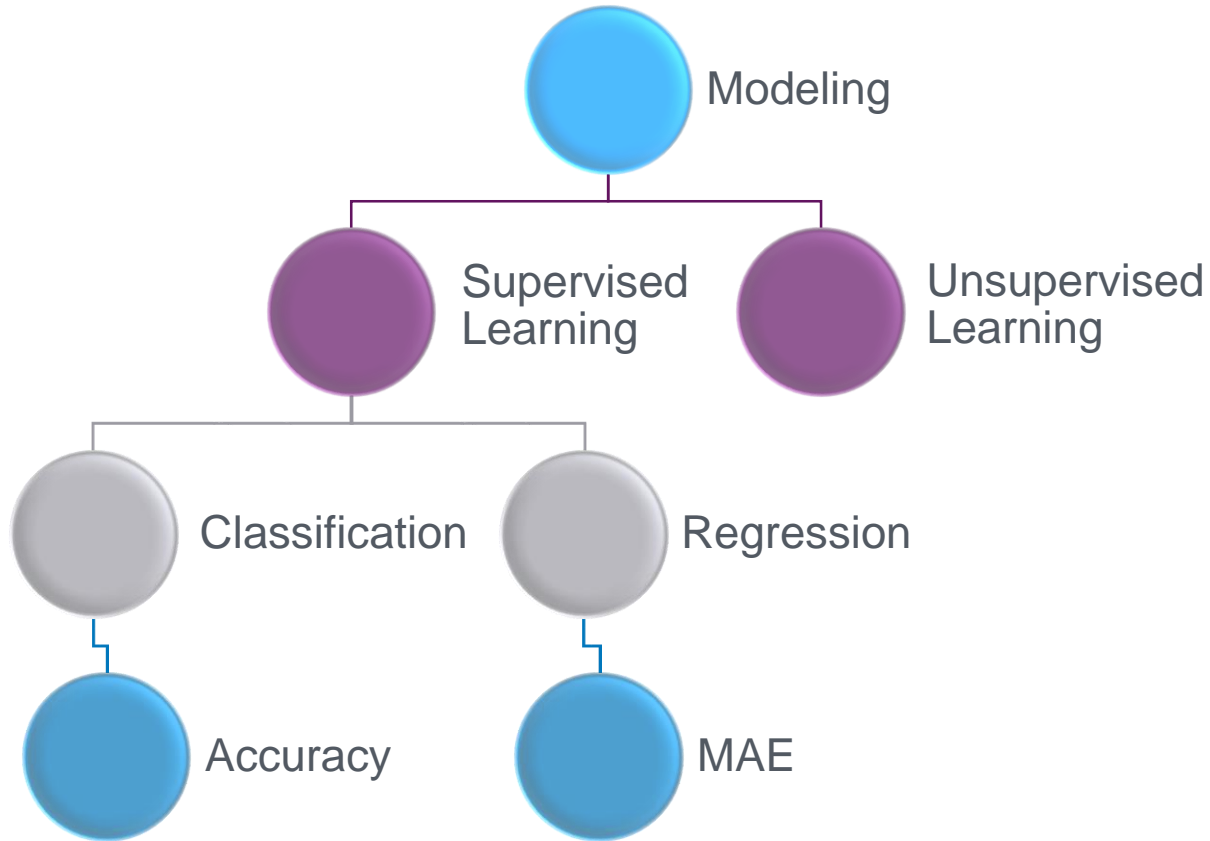 Modeling
Supervised
Learning
Unsupervised
Learning
Classification
Regression
Accuracy
MAE